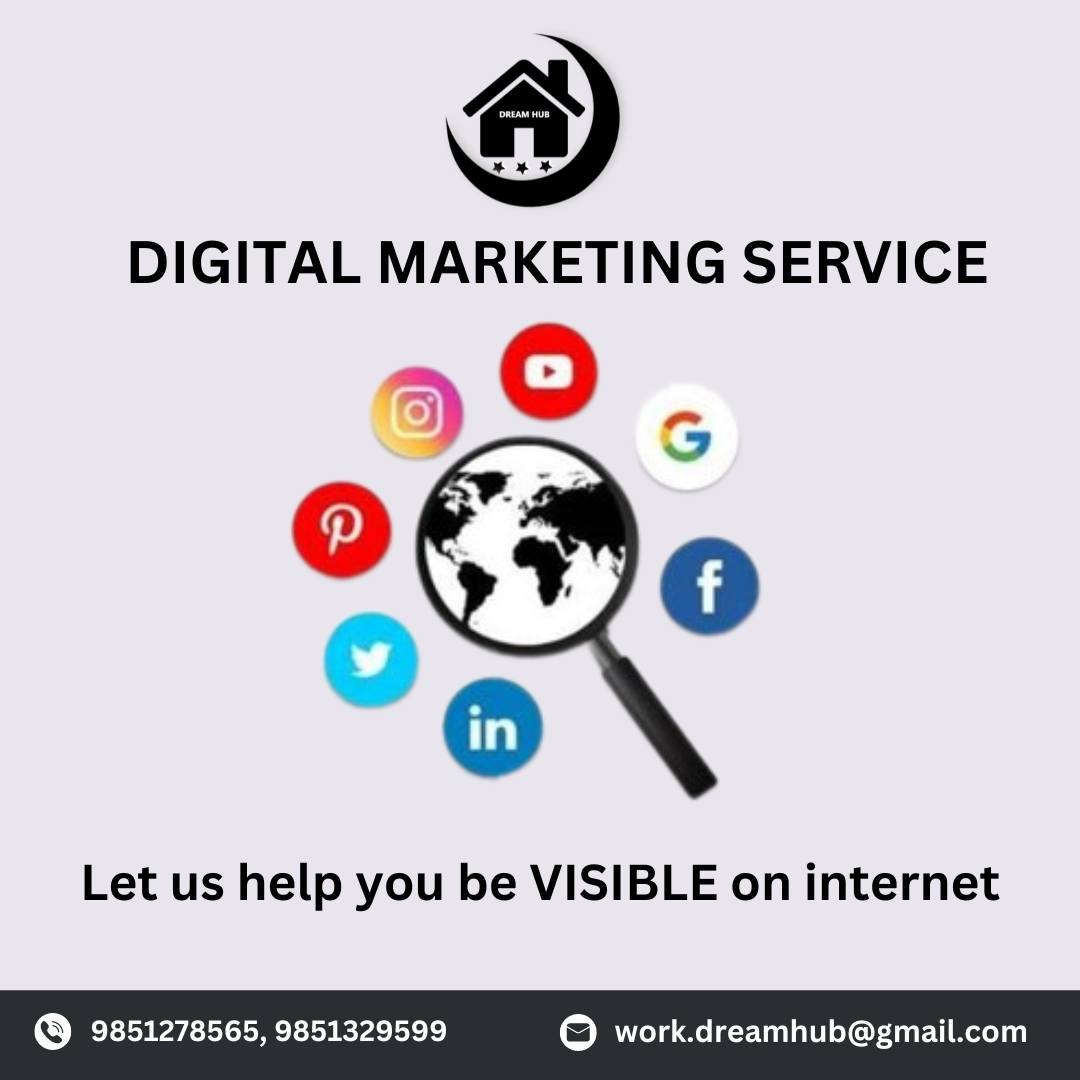 DREAM HUB
DIGITAL MARKETING SERVICE
in
Let us help you be VISIBLE on internet
9851278565, 9851329599
work.dreamhub@gmail.com